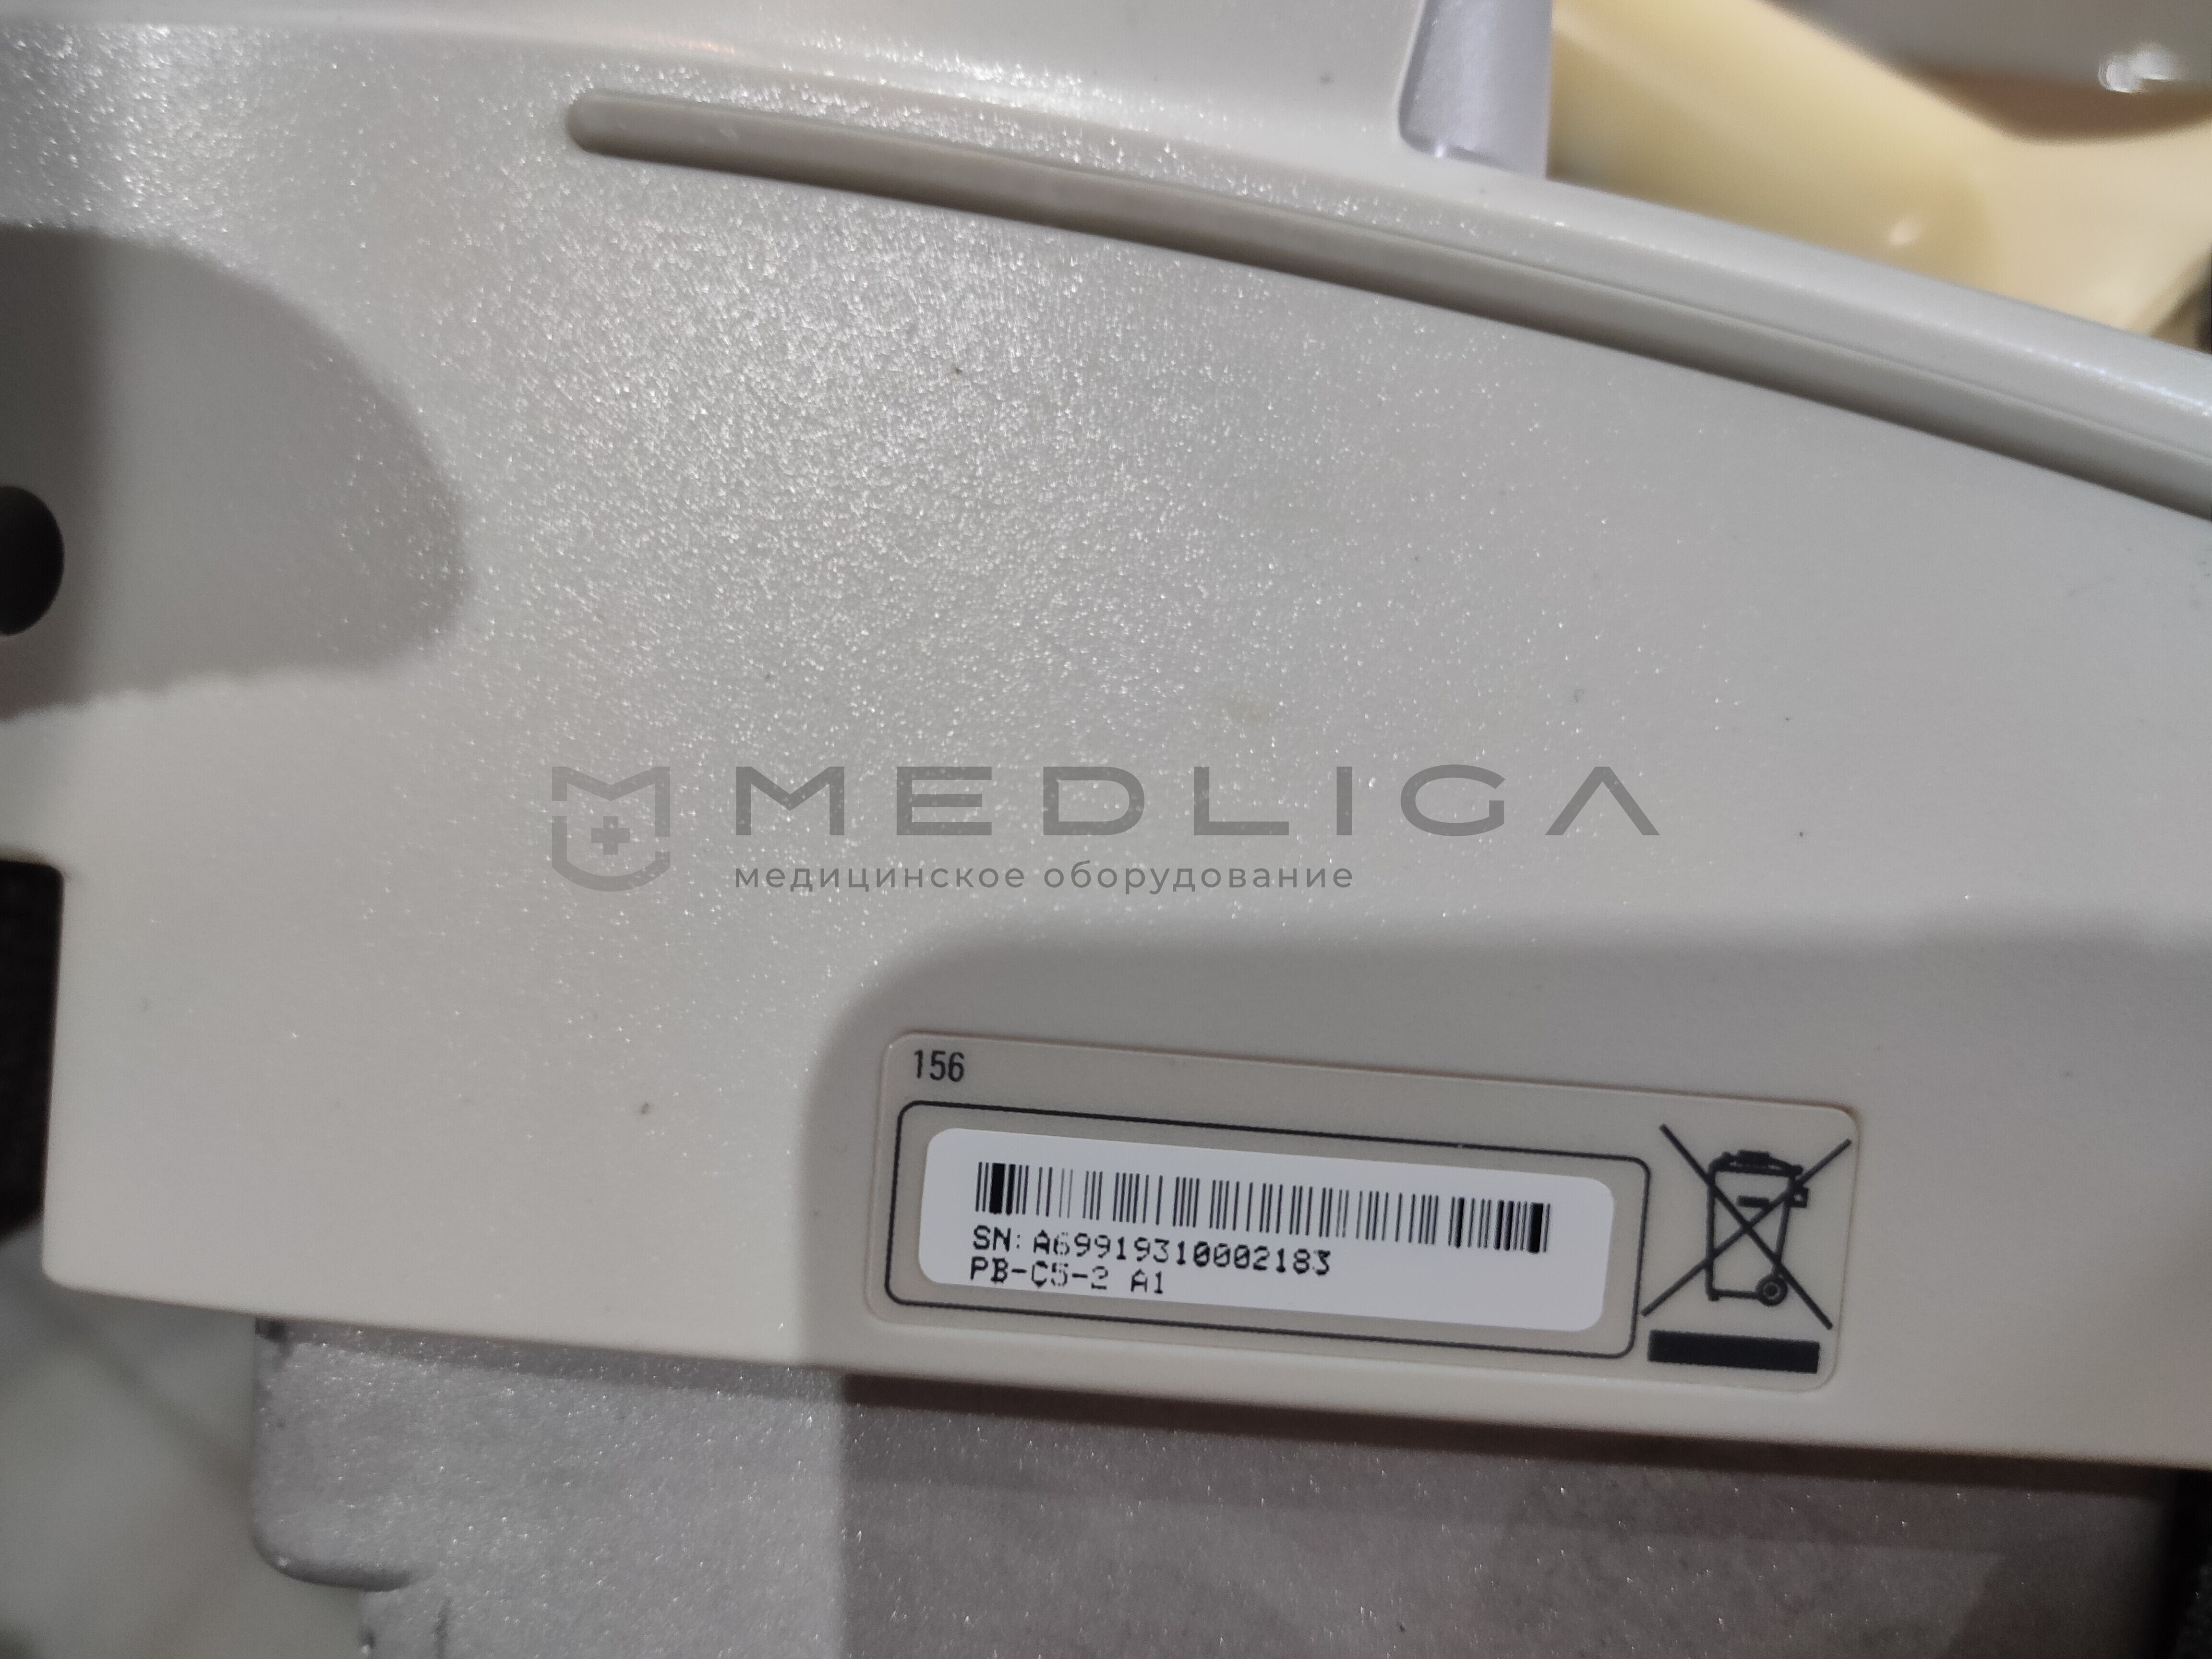 MEDLIGA
медицинское оборудование
156
SN: A69919310002183
PB-C5-2 A1